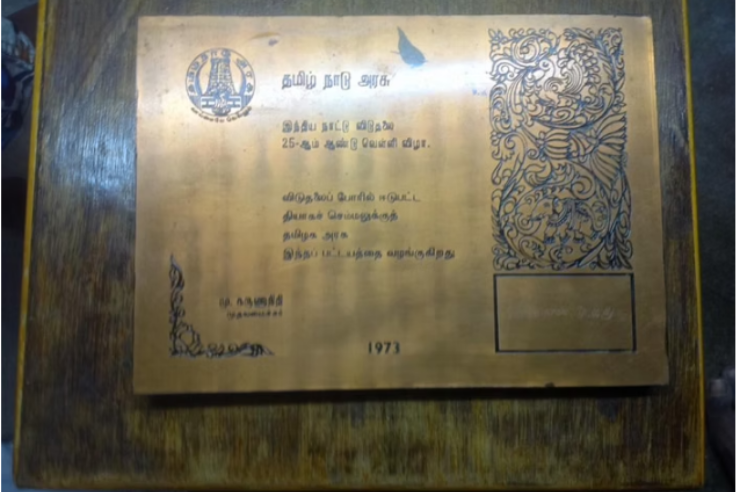 தமிழ் நாடு அரசு
இந்திய நாட்டு விடுதலை
25-ஆம் ஆண்டு வெள்ளி விழா.
விடுதலைப் போரில் ஈடுபட்ட
தியாகச் செம்மலுக்குத்
தமிழக அரசு
இந்தப் பட்டயத்தை வழங்குகிறது
மு. கருணாநிதி
முதலமைச்சர்
1973